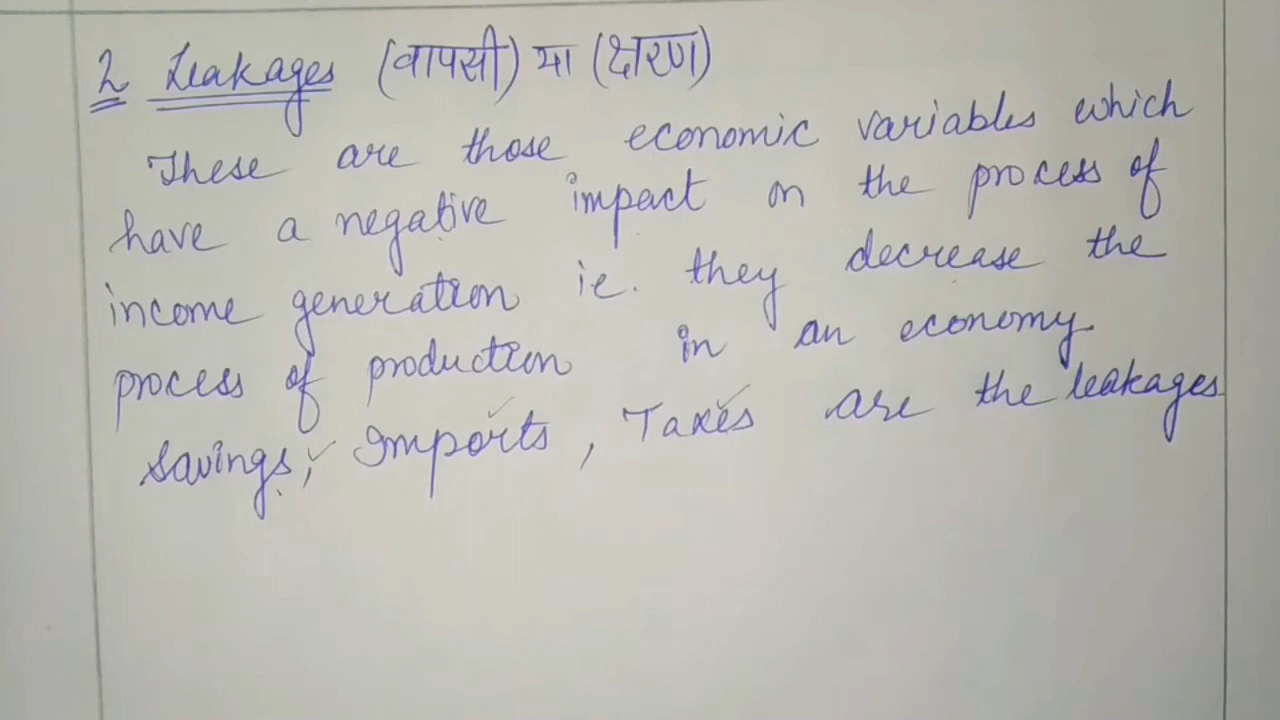 2 Leakages (वापसी) या (क्षरण)
These are those economic variables which
have a negative impact on the process of
income generation ie. they decrease the
process of production in an economy.
Savings, Imports, Taxes are the leakages